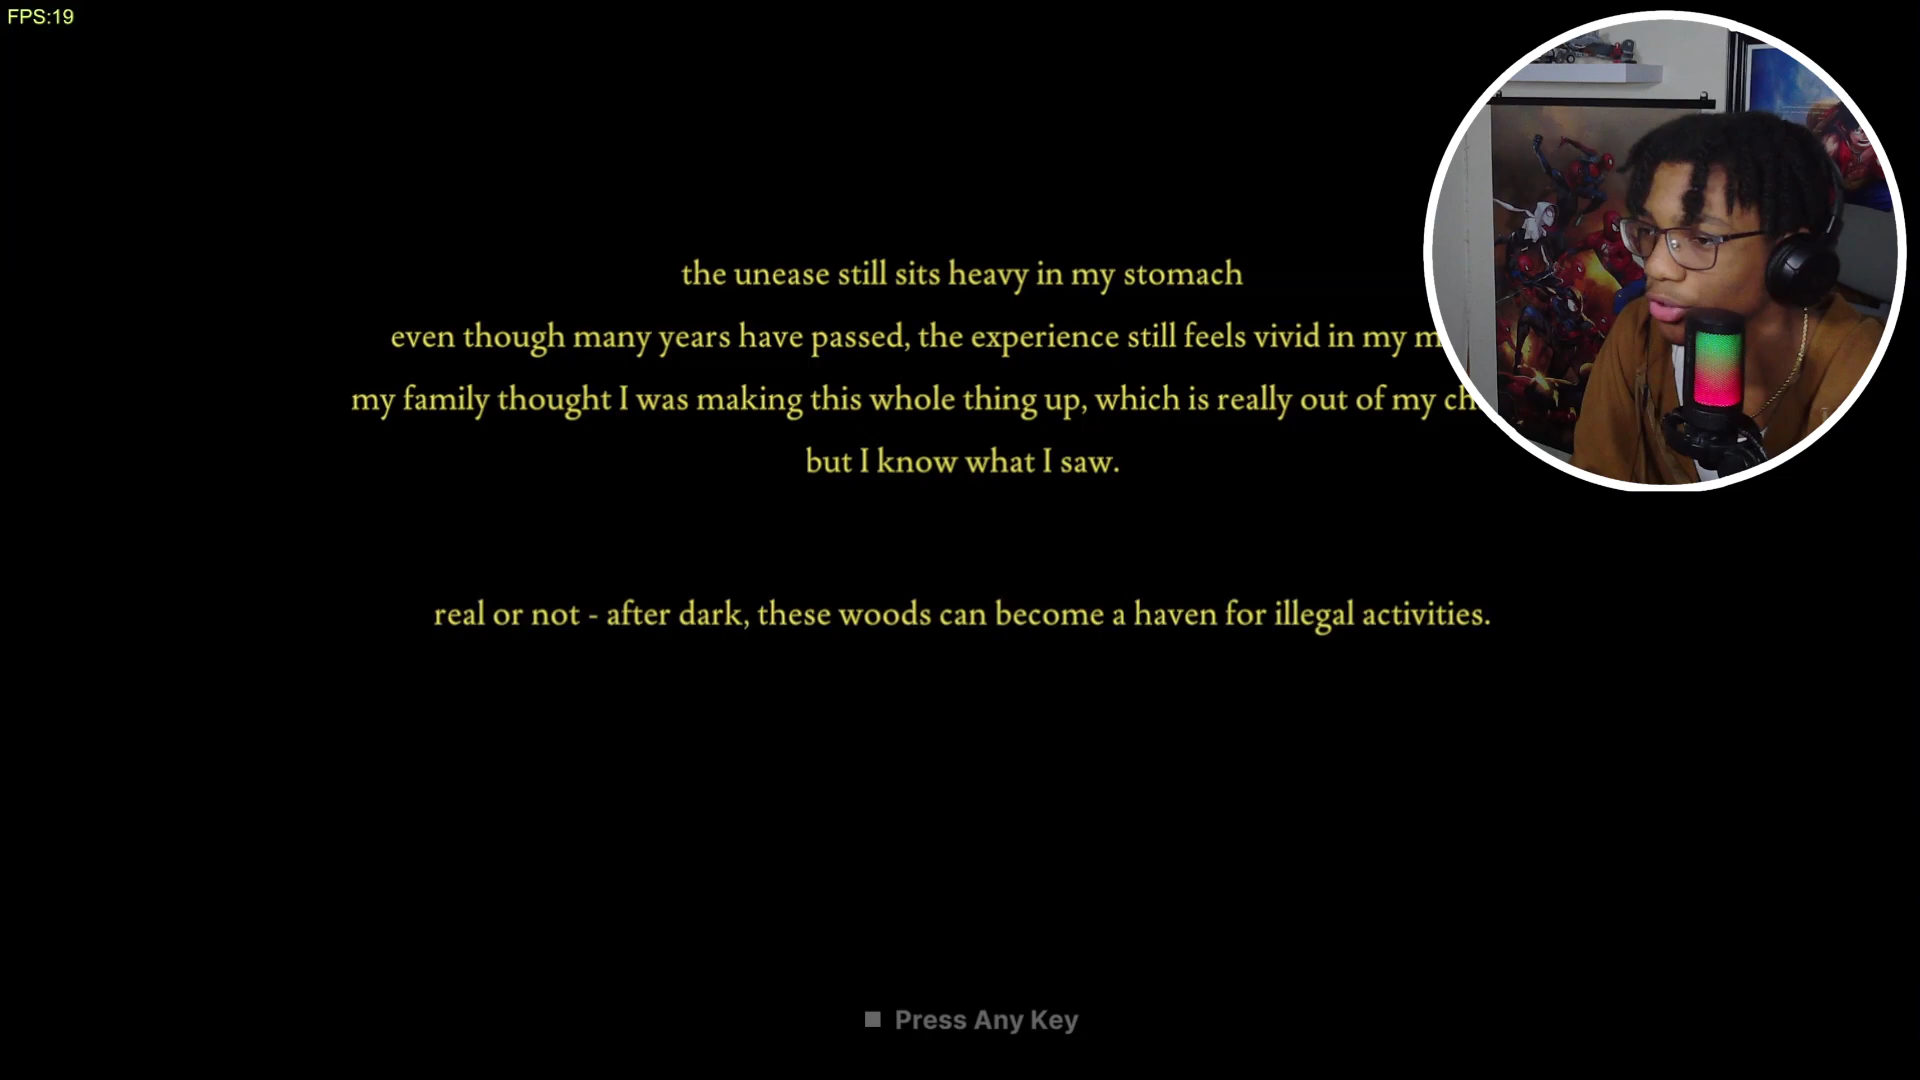 FPS:19
the unease still sits heavy in my stomach
even though many years have passed, the experience still feels vivid in my
my family thought I was making this whole thing up, which is really out of my
but I know what I saw.
real or not - after dark, these woods can become a haven for illegal activities.
Press Any Key